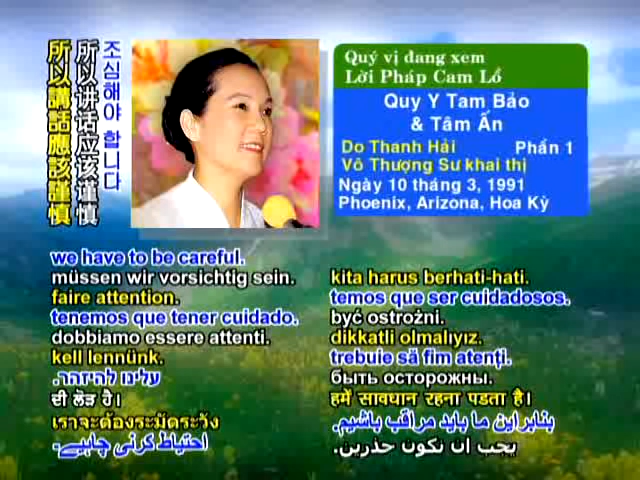 所以講話應該謹慎
所以讲话应该谨慎
조심해야 합니다
Quý vị đang xem
Lời Pháp Cam Lồ
Quy Y Tam Bảo
& Tâm Ấn
Do Thanh Hải Phần 1
Vô Thượng Sư khai thị
Ngày 10 tháng 3, 1991
Phoenix, Arizona, Hoa Kỳ
we have to be careful.
müssen wir vorsichtig sein.
faire attention.
tenemos que tener cuidado.
dobbiamo essere attenti.
kell lennünk.
עלינו להיזהר.
ਦੀ ਲੋੜ ਹੈ।
เราจะต้องระมัดระวัง
احتیاط کرنی چاہیے۔
kita harus berhati-hati.
temos que ser cuidadosos.
być ostrożni.
dikkatli olmalıyız.
trebuie să fim atenţi.
быть осторожны.
हमें सावधान रहना पडता है।
بنابراین ما باید مراقب باشیم.
يجب ان نكون حذرين.